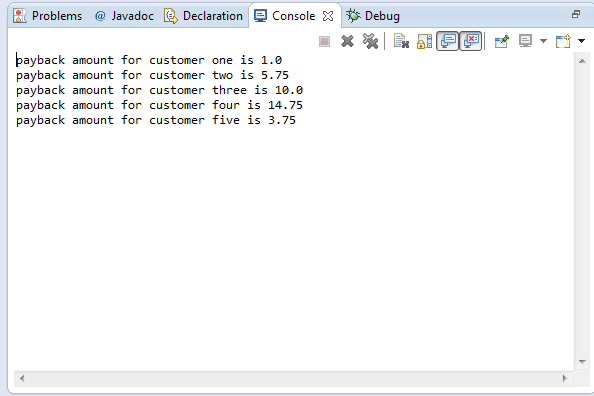 Problems @ Javadoc Declaration Console Debug
payback amount for customer one is 1.0
payback amount for customer two is 5.75
payback amount for customer three is 10.0
payback amount for customer four is 14.75
payback amount for customer five is 3.75